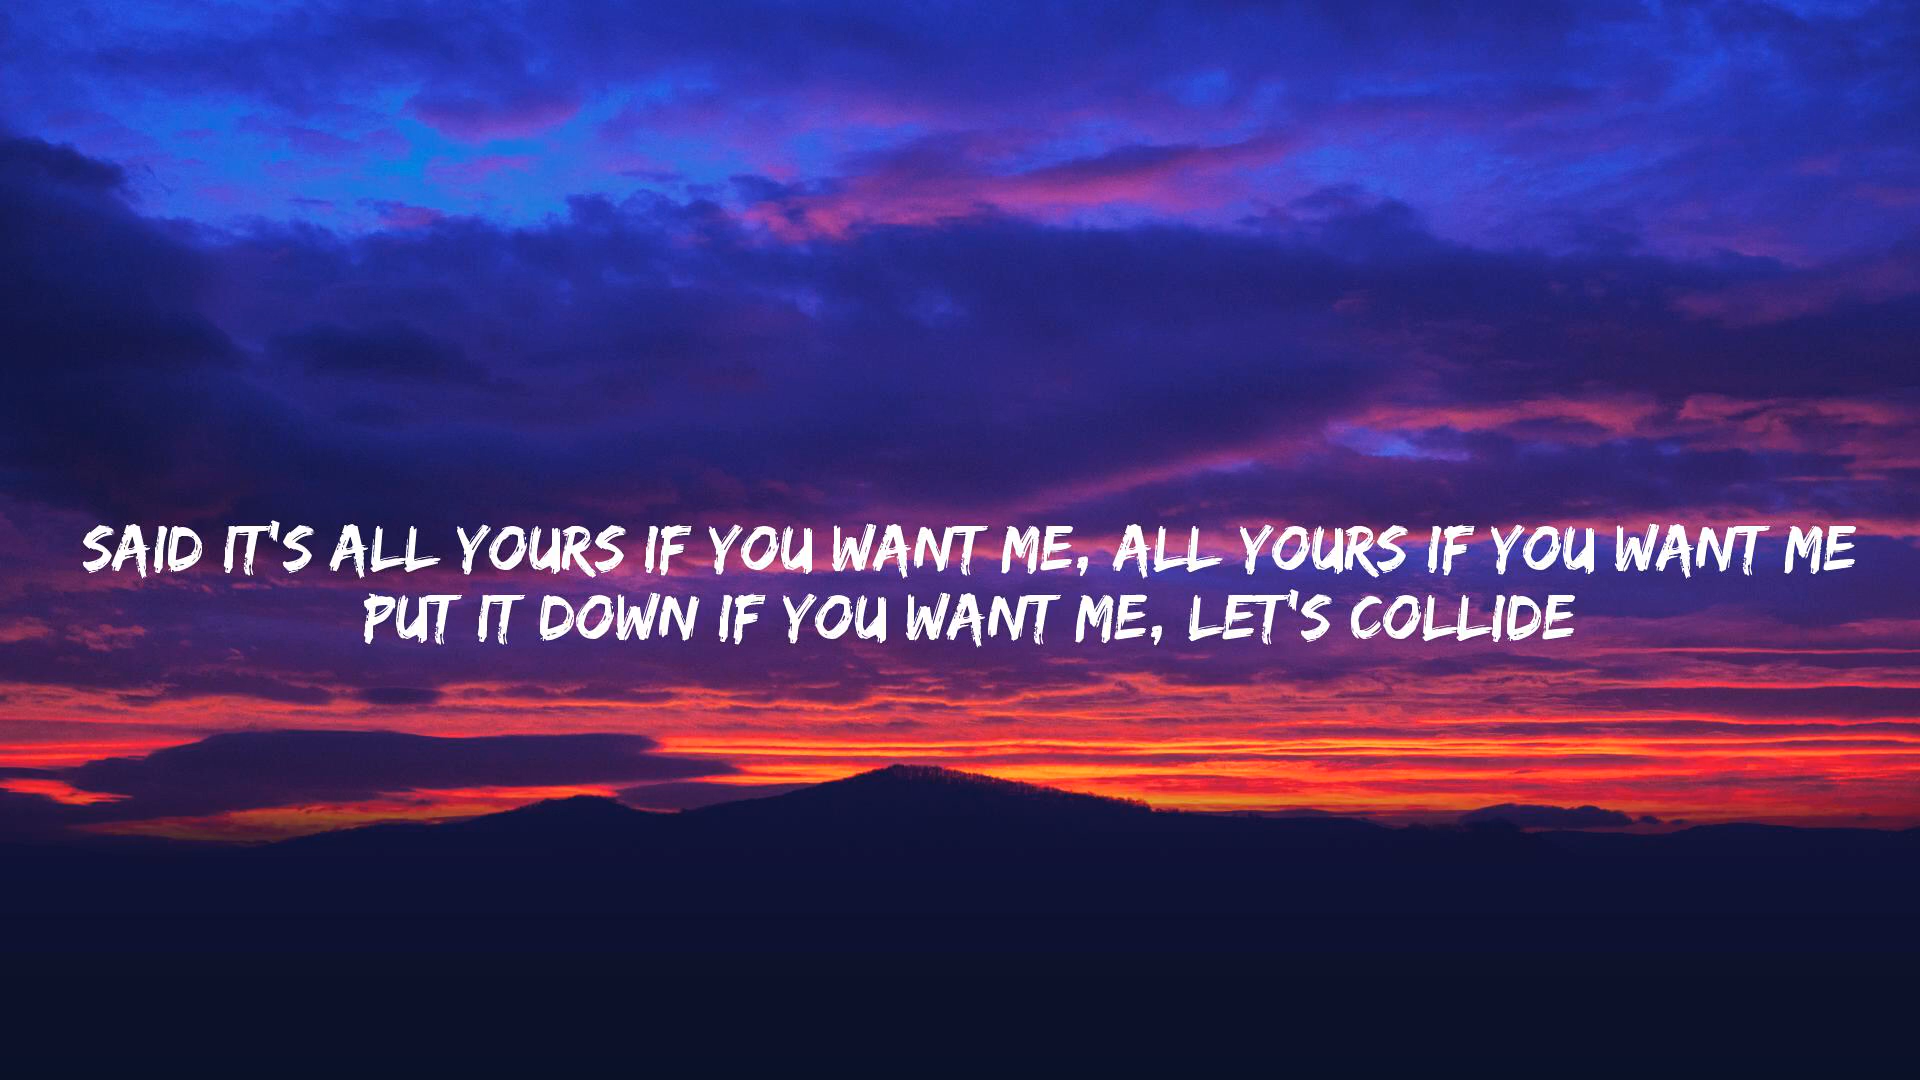 SAID IT'S ALL YOURS IF YOU WANT ME, ALL YOURS IF YOU WANT ME
PUT IT DOWN IF YOU WANT ME, LET'S COLLIDE